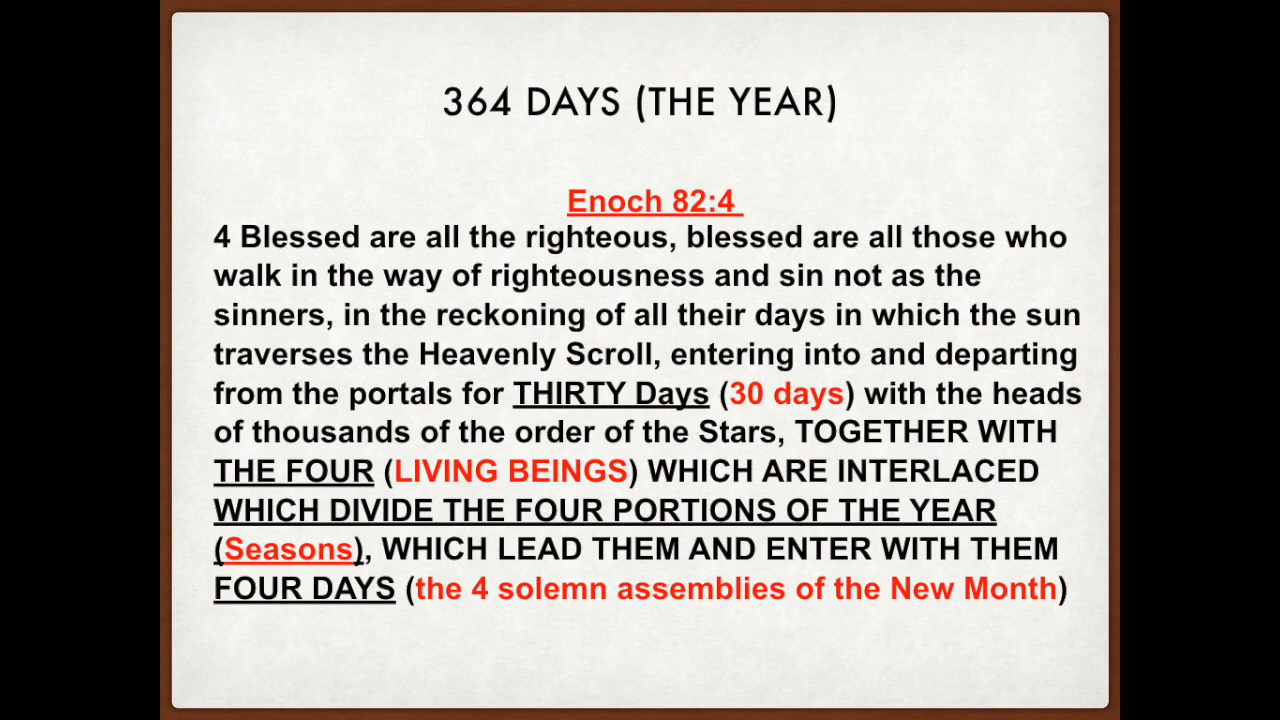 364 DAYS (THE YEAR)
Enoch 82:4
4 Blessed are all the righteous, blessed are all those who
walk in the way of righteousness and sin not as the
sinners, in the reckoning of all their days in which the sun
traverses the Heavenly Scroll, entering into and departing
from the portals for THIRTY Days (30 days) with the heads
of thousands of the order of the Stars, TOGETHER WITH
THE FOUR (LIVING BEINGS) WHICH ARE INTERLACED
WHICH DIVIDE THE FOUR PORTIONS OF THE YEAR
(Seasons), WHICH LEAD THEM AND ENTER WITH THEM
FOUR DAYS (the 4 solemn assemblies of the New Month)